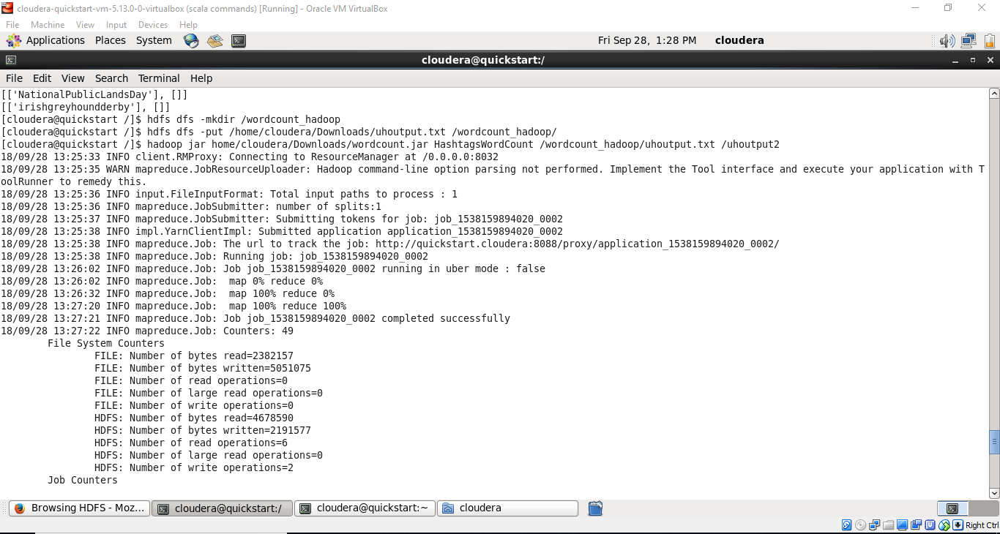 cloudera-quickstart-vm-5.13.0-0-virtualbox (scala commands) [Running] - Oracle VM VirtualBox
File Machine View Input Devices Help
Applications Places System Fri Sep 28, 1:28 PM cloudera
cloudera@quickstart:/
File Edit View Search Terminal Help
[['NationalPublicLandsDay'], []]
[['irishgreyhoundderby'], []]
[cloudera@quickstart /]$ hdfs dfs -mkdir /wordcount_hadoop
[cloudera@quickstart /]$ hdfs dfs -put /home/cloudera/Downloads/uhoutput.txt /wordcount_hadoop/
[cloudera@quickstart /]$ hadoop jar home/cloudera/Downloads/wordcount.jar HashtagsWordCount /wordcount_hadoop/uhoutput.txt /uhoutput2
18/09/28 13:25:33 INFO client.RMProxy: Connecting to ResourceManager at /0.0.0.0:8032
18/09/28 13:25:35 WARN mapreduce.JobResourceUploader: Hadoop command-line option parsing not performed. Implement the Tool interface and execute your application with T
oolRunner to remedy this.
18/09/28 13:25:36 INFO input.FileInputFormat: Total input paths to process : 1
18/09/28 13:25:36 INFO mapreduce.JobSubmitter: number of splits:1
18/09/28 13:25:37 INFO mapreduce.JobSubmitter: Submitting tokens for job: job_1538159894020_0002
18/09/28 13:25:38 INFO impl.YarnClientImpl: Submitted application application_1538159894020_0002
18/09/28 13:25:38 INFO mapreduce.Job: The url to track the job: http://quickstart.cloudera:8088/proxy/application_1538159894020_0002/
18/09/28 13:25:38 INFO mapreduce.Job: Running job: job_1538159894020_0002
18/09/28 13:26:02 INFO mapreduce.Job: Job job_1538159894020_0002 running in uber mode : false
18/09/28 13:26:02 INFO mapreduce.Job:  map 0% reduce 0%
18/09/28 13:26:32 INFO mapreduce.Job:  map 100% reduce 0%
18/09/28 13:27:20 INFO mapreduce.Job:  map 100% reduce 100%
18/09/28 13:27:21 INFO mapreduce.Job: Job job_1538159894020_0002 completed successfully
18/09/28 13:27:22 INFO mapreduce.Job: Counters: 49
File System Counters
FILE: Number of bytes read=2382157
FILE: Number of bytes written=5051075
FILE: Number of read operations=0
FILE: Number of large read operations=0
FILE: Number of write operations=0
HDFS: Number of bytes read=4678590
HDFS: Number of bytes written=2191577
HDFS: Number of read operations=6
HDFS: Number of large read operations=0
HDFS: Number of write operations=2
Job Counters
Browsing HDFS - Moz... cloudera@quickstart:/ cloudera@quickstart:~ cloudera
Right Ctrl